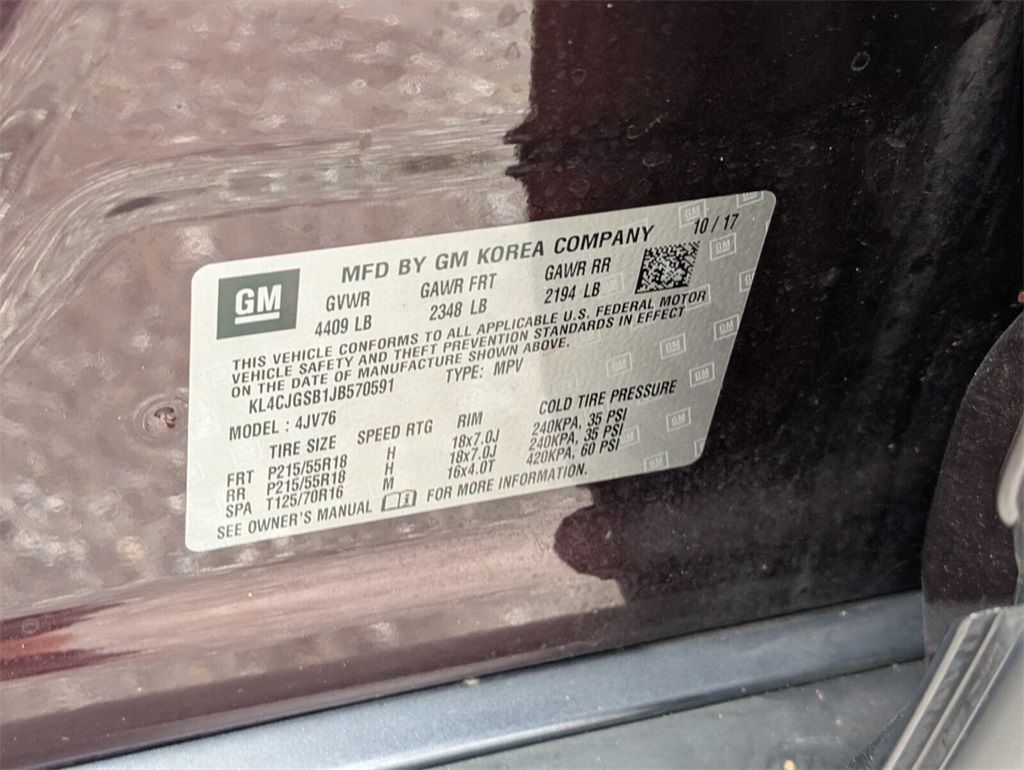 GM
MFD BY GM KOREA COMPANY 10 / 17
GVWR GAWR FRT GAWR RR
4409 LB 2348 LB 2194 LB
THIS VEHICLE CONFORMS TO ALL APPLICABLE U.S. FEDERAL MOTOR
VEHICLE SAFETY AND THEFT PREVENTION STANDARDS IN EFFECT
ON THE DATE OF MANUFACTURE SHOWN ABOVE.
KL4CJGSB1JB570591 TYPE: MPV
MODEL : 4JV76
TIRE SIZE SPEED RTG RIM COLD TIRE PRESSURE
FRT P215/55R18 H 18x7.0J 240KPA, 35 PSI
RR P215/55R18 H 18x7.0J 240KPA, 35 PSI
SPA T125/70R16 M 16x4.0T 420KPA, 60 PSI
SEE OWNER'S MANUAL FOR MORE INFORMATION.